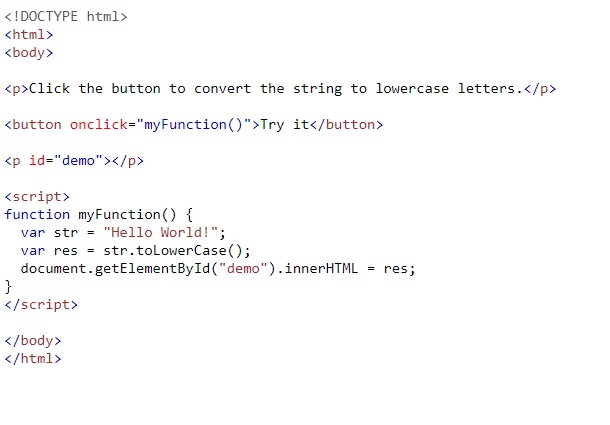 <!DOCTYPE html>
<html>
<body>
<p>Click the button to convert the string to lowercase letters.</p>
<button onclick="myFunction()">Try it</button>
<p id="demo"></p>
<script>
function myFunction() {
  var str = "Hello World!";
  var res = str.toLowerCase();
  document.getElementById("demo").innerHTML = res;
}
</script>
</body>
</html>